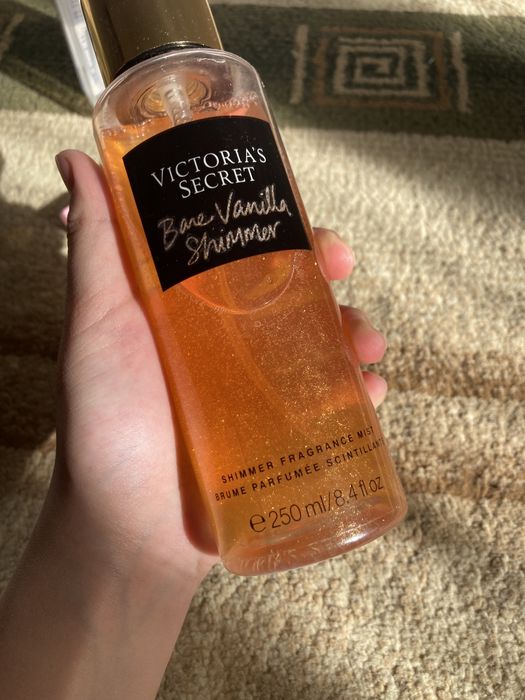 VICTORIA'S
SECRET
Bare Vanilla
Shimmer
SHIMMER FRAGRANCE MIST
BRUME PARFUMÉE SCINTILLANTE
℮ 250 ml/8.4 fl oz